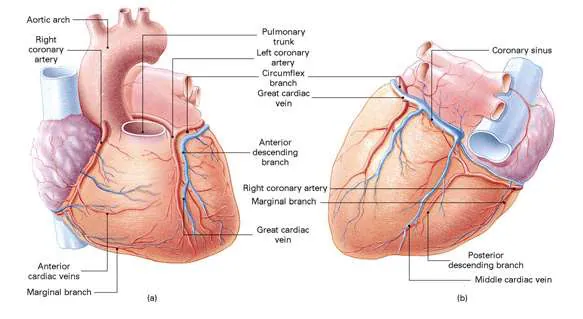 Aortic arch
Right
coronary
artery
Pulmonary
trunk
Left coronary
artery
Circumflex
branch
Great cardiac
vein
Coronary sinus
Anterior
descending
branch
Right coronary artery
Marginal branch
Great cardiac
vein
Anterior
cardiac veins
Marginal branch
Posterior
descending branch
Middle cardiac vein
(a)
(b)